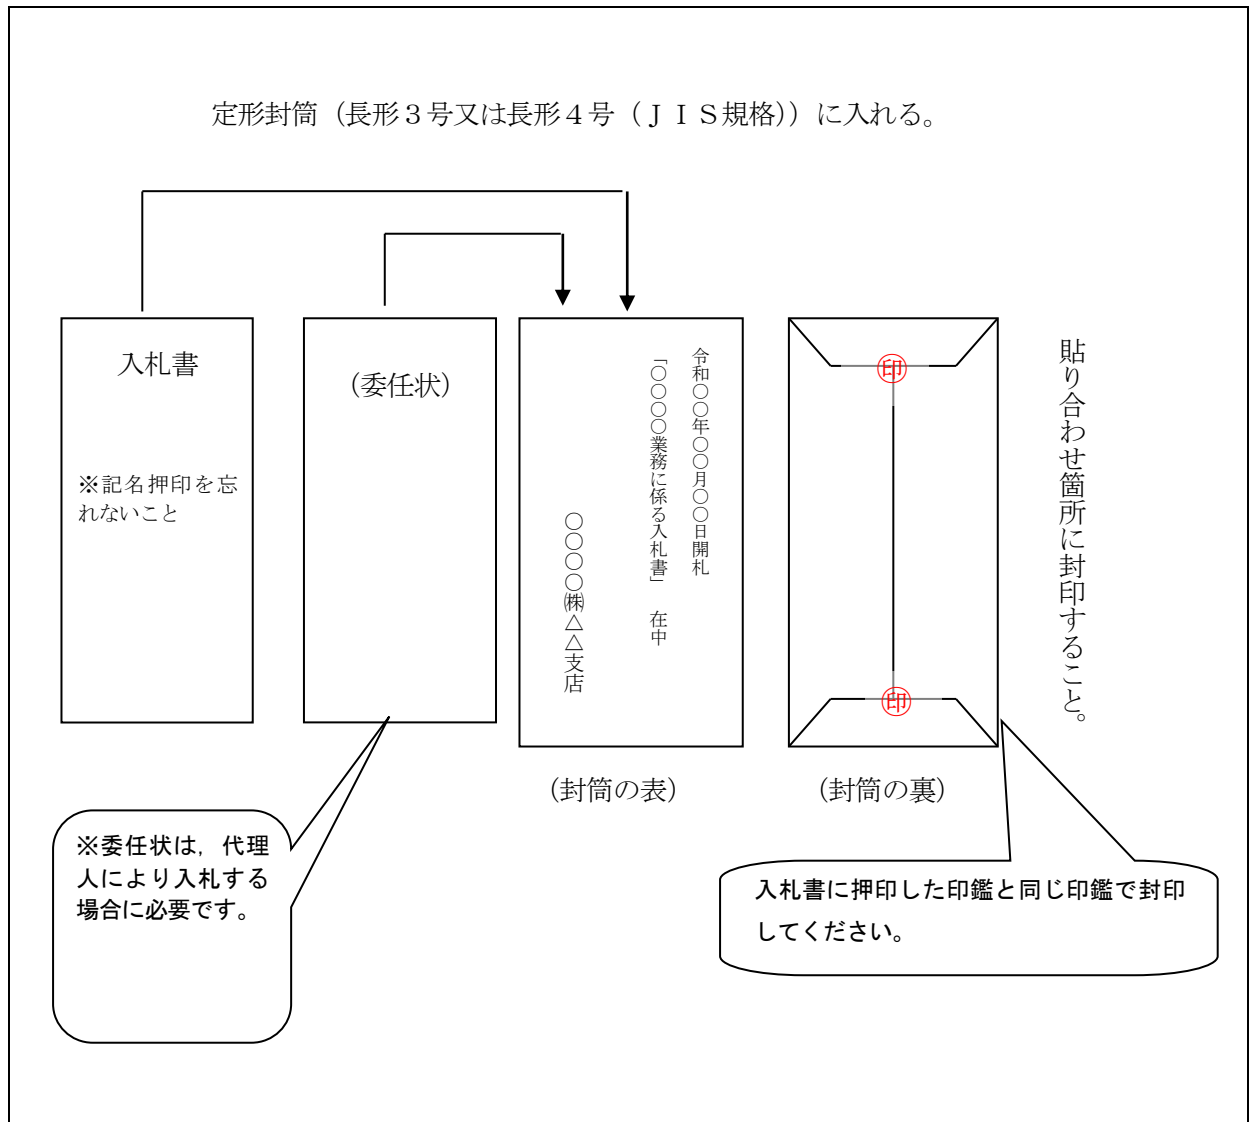 定形封筒（長形３号又は長形４号（ＪＩＳ規格））に入れる。
入札書
※記名押印を忘
れないこと
（委任状）
令和〇〇年〇〇月〇〇日開札
「〇〇〇〇業務に係る入札書」　在中
〇〇〇〇㈱△△支店
（封筒の表）
印
印
（封筒の裏）
貼り合わせ箇所に封印すること。
※委任状は，代理
人により入札する
場合に必要です。
入札書に押印した印鑑と同じ印鑑で封印
してください。